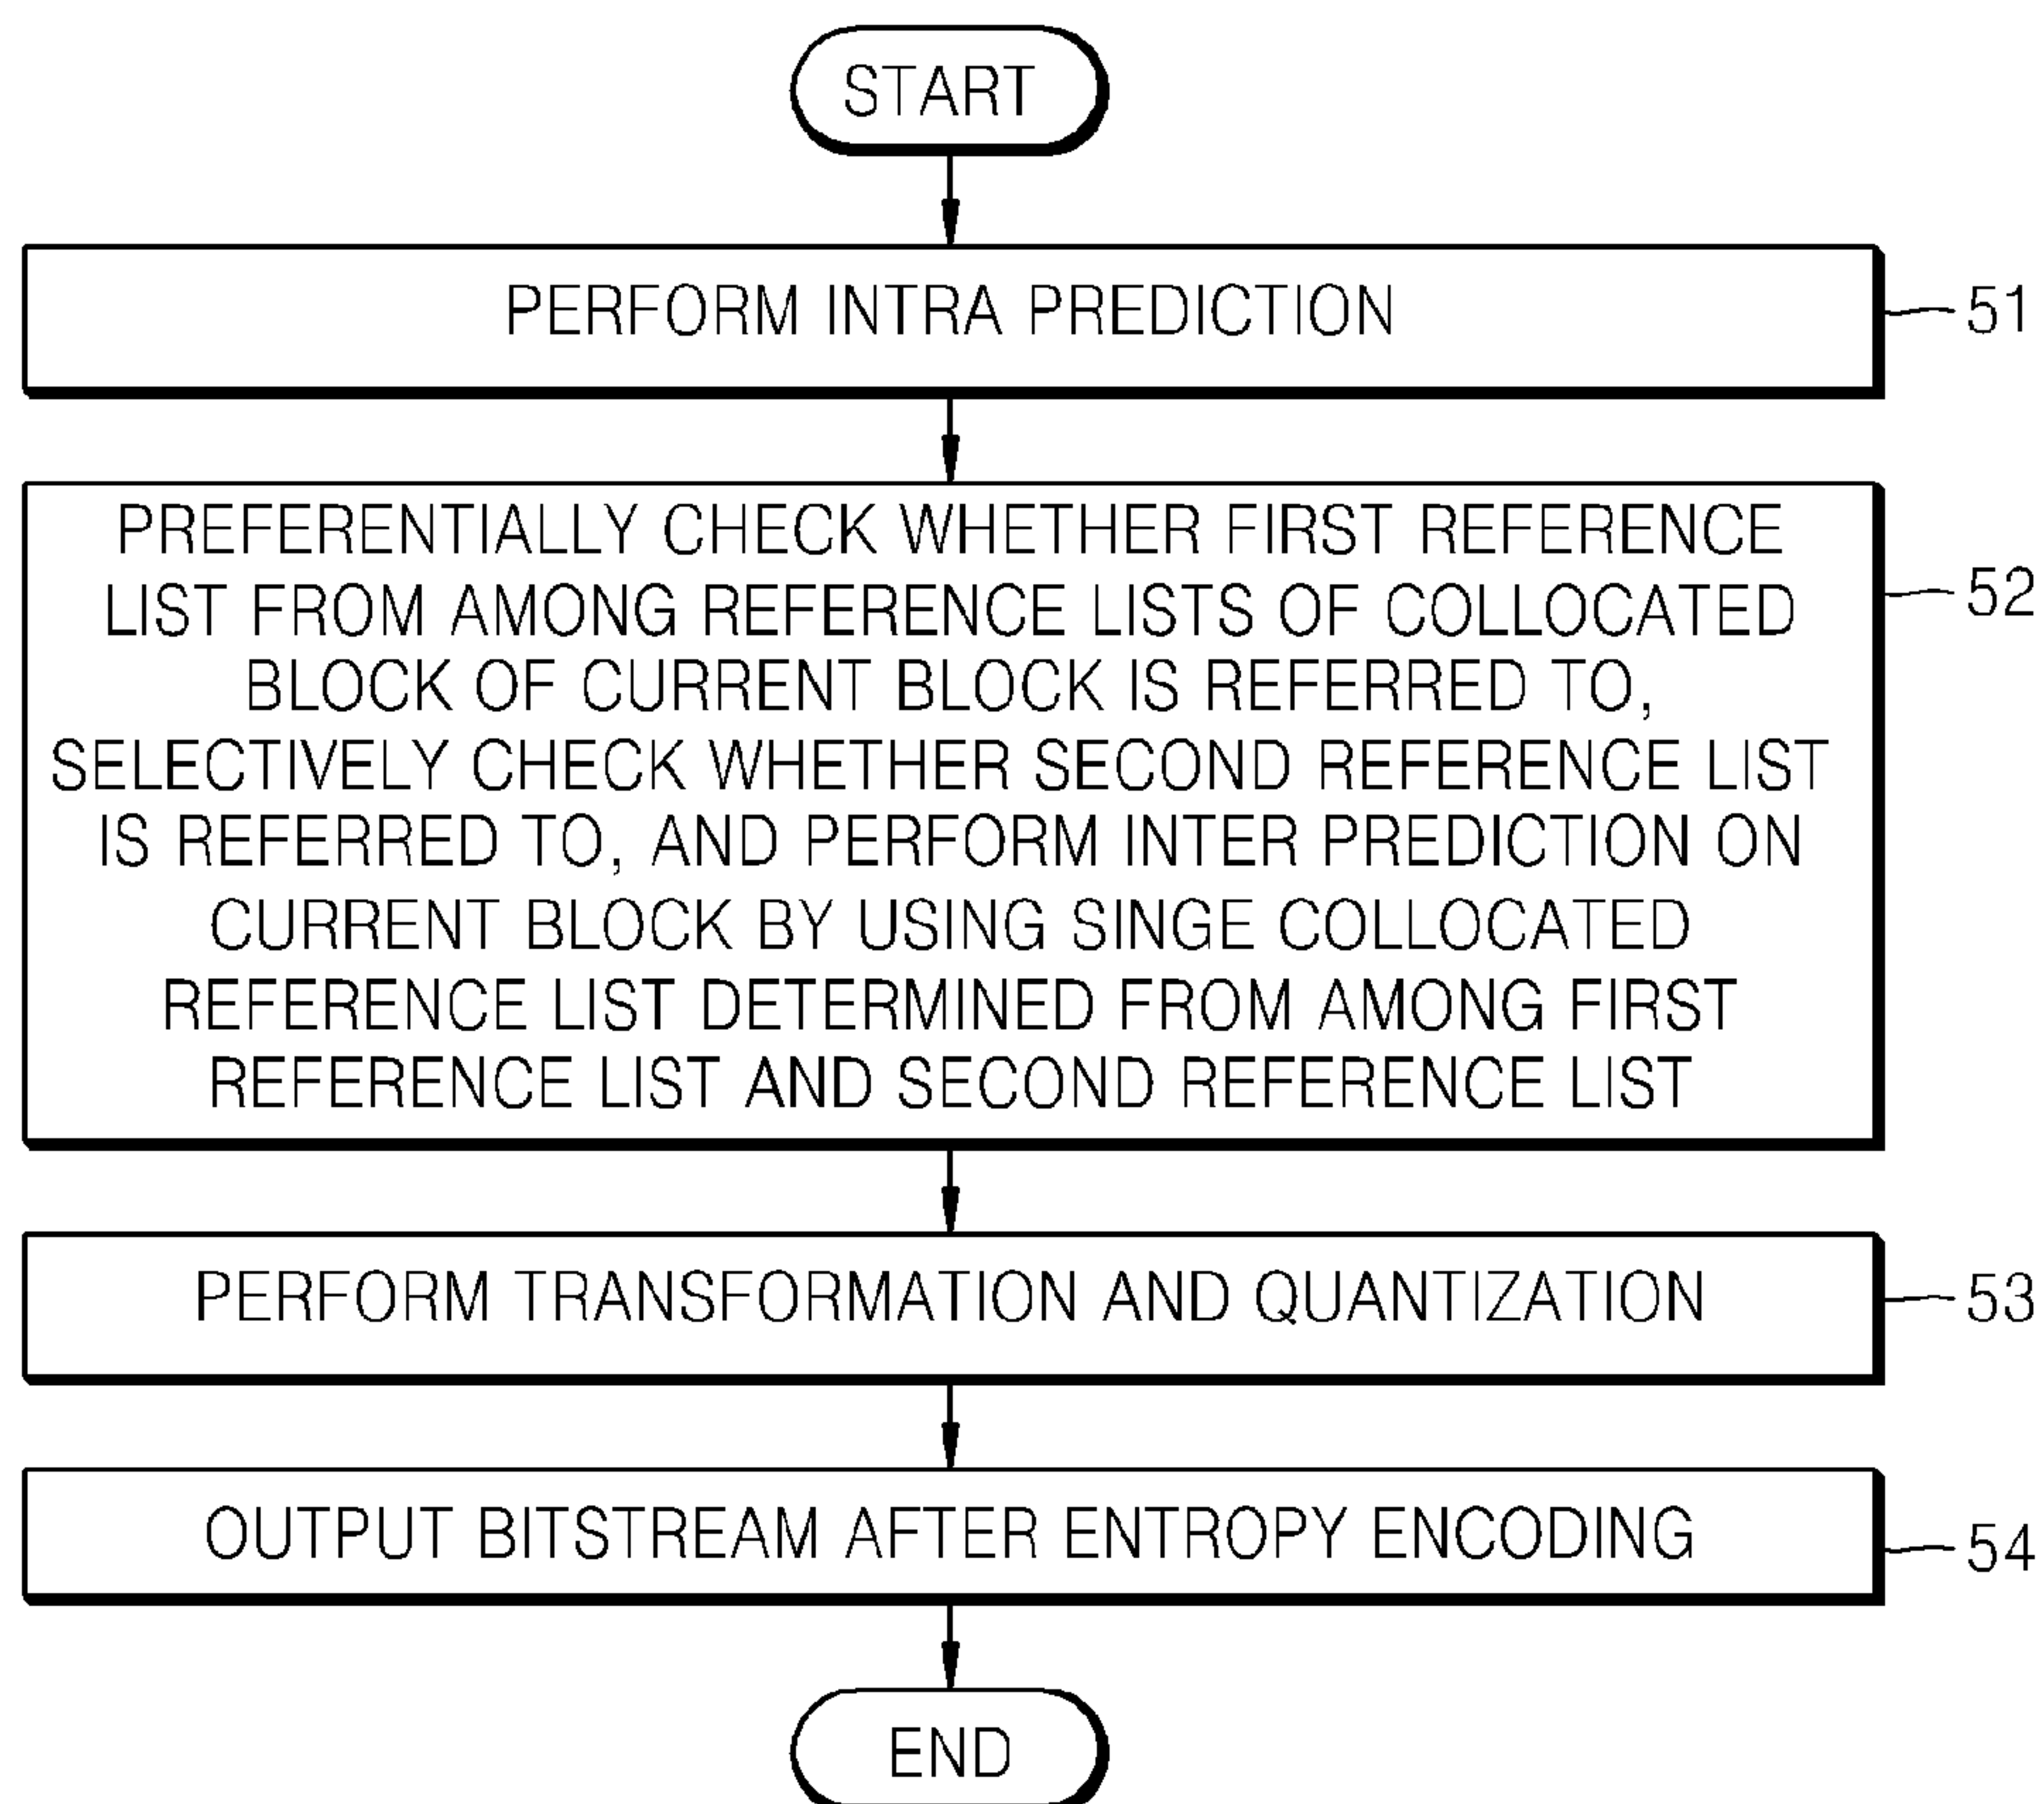 START
PERFORM INTRA PREDICTION
51
PREFERENTIALLY CHECK WHETHER FIRST REFERENCE
LIST FROM AMONG REFERENCE LISTS OF COLLOCATED
BLOCK OF CURRENT BLOCK IS REFERRED TO,
SELECTIVELY CHECK WHETHER SECOND REFERENCE LIST
IS REFERRED TO, AND PERFORM INTER PREDICTION ON
CURRENT BLOCK BY USING SINGE COLLOCATED
REFERENCE LIST DETERMINED FROM AMONG FIRST
REFERENCE LIST AND SECOND REFERENCE LIST
52
PERFORM TRANSFORMATION AND QUANTIZATION
53
OUTPUT BITSTREAM AFTER ENTROPY ENCODING
54
END